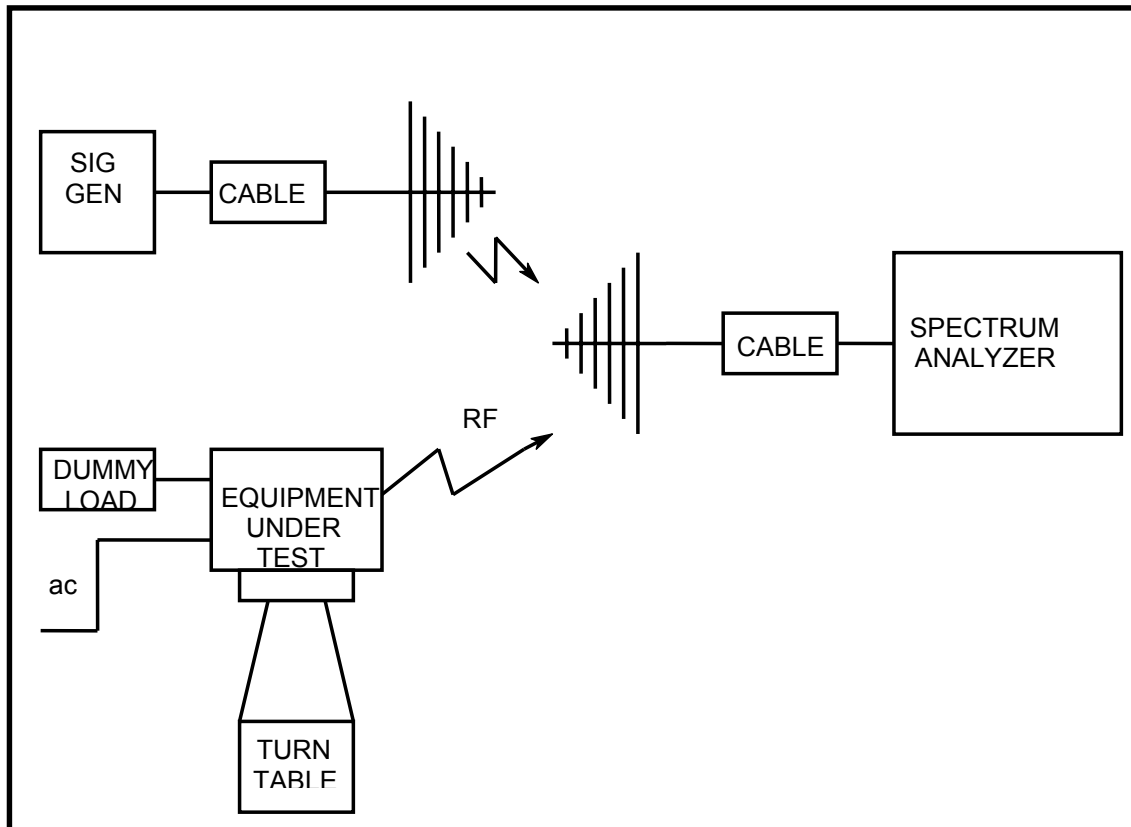 SIG
GEN
CABLE
CABLE
SPECTRUM
ANALYZER
RF
DUMMY
LOAD
EQUIPMENT
UNDER
TEST
ac
TURN
TABLE